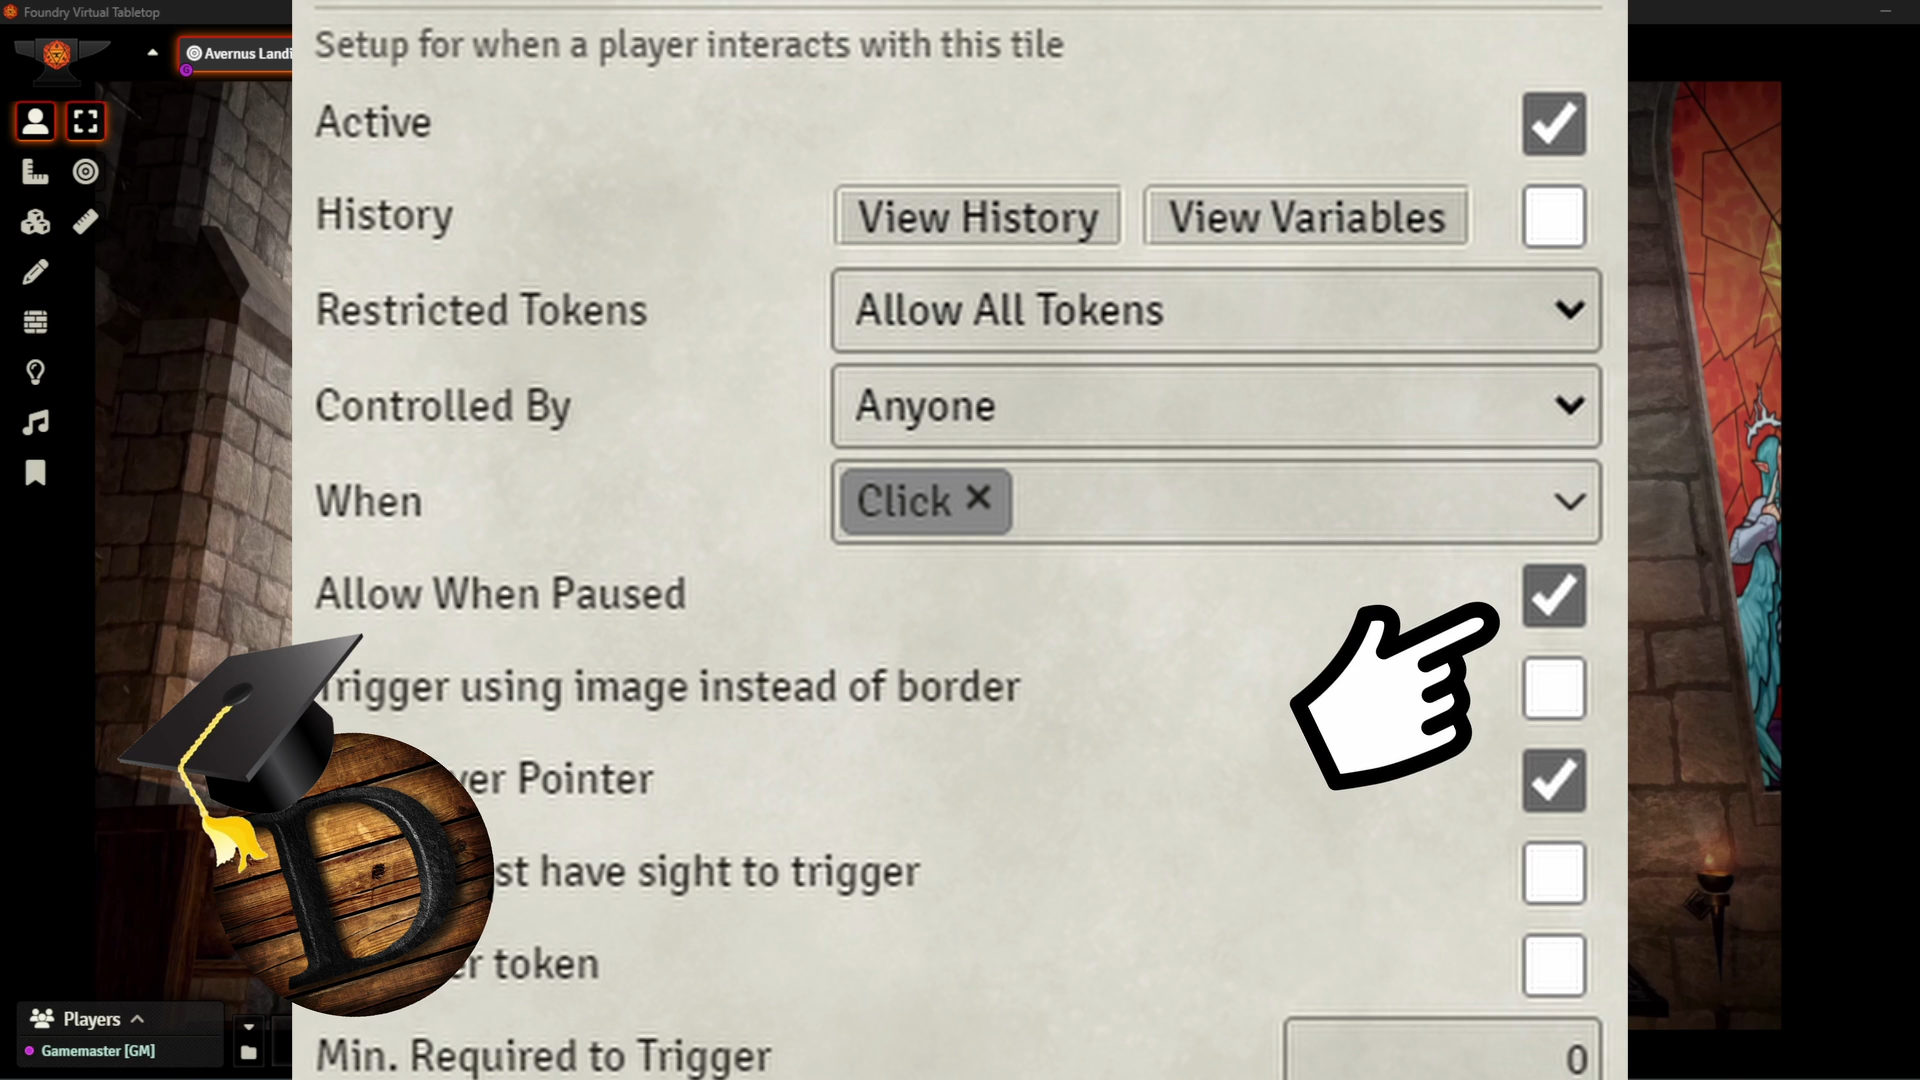 Foundry Virtual Tabletop
Avernus Landi
G
Setup for when a player interacts with this tile
Active
History View History View Variables
Restricted Tokens Allow All Tokens
Controlled By Anyone
When Click ×
Allow When Paused
Trigger using image instead of border
ver Pointer
st have sight to trigger
r token
Min. Required to Trigger 0
D
Players
Gamemaster [GM]